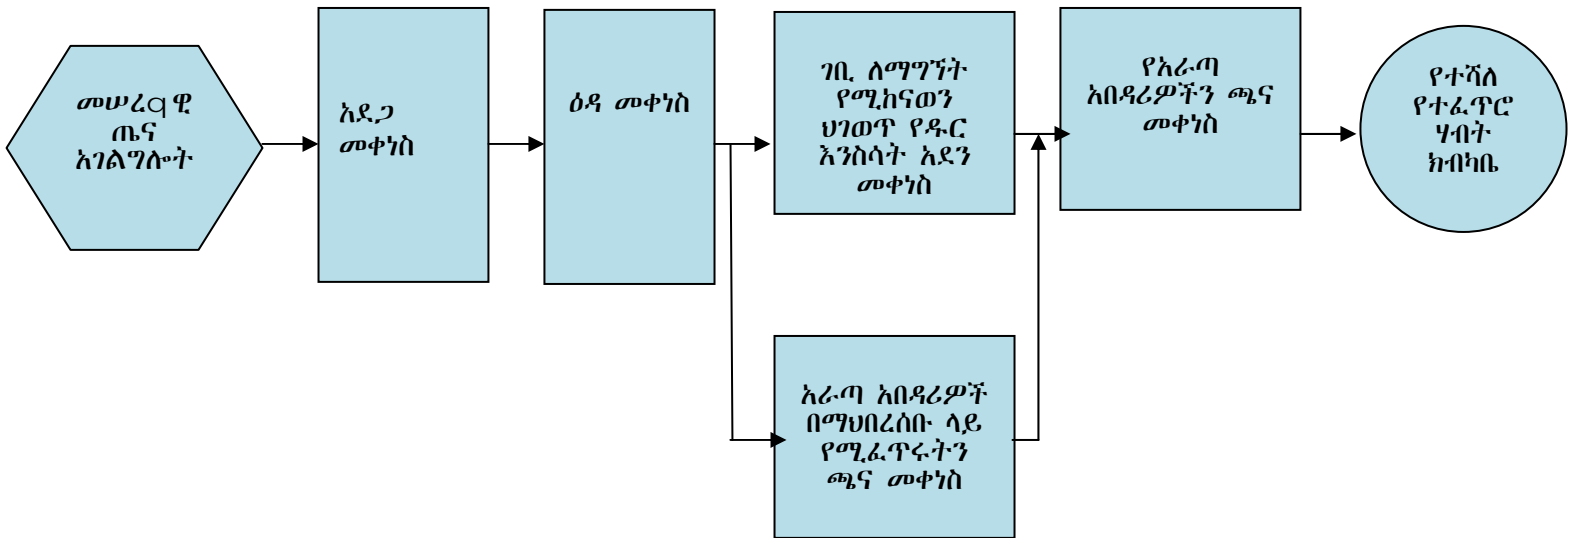 መሠረqዊ
ጤና
አገልግሎት
አደጋ
መቀነስ
ዕዳ መቀነስ
ገቢ ለማግኘት
የሚከናወን
ህገወጥ የዱር
እንስሳት አደን
መቀነስ
አራጣ አበዳሪዎች
በማህበረሰቡ ላይ
የሚፈጥሩትን
ጫና መቀነስ
የአራጣ
አበዳሪዎችን ጫና
መቀነስ
የተሻለ
የተፈጥሮ
ሃብት
ክብካቤ